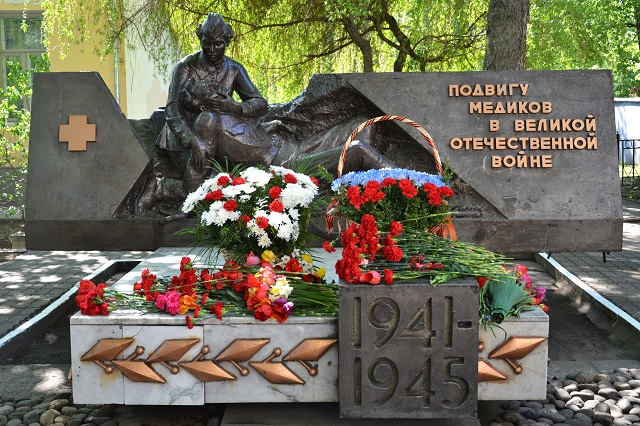 ПОДВИГУ
МЕДИКОВ
В ВЕЛИКОЙ
ОТЕЧЕСТВЕННОЙ
ВОЙНЕ
1941-
1945